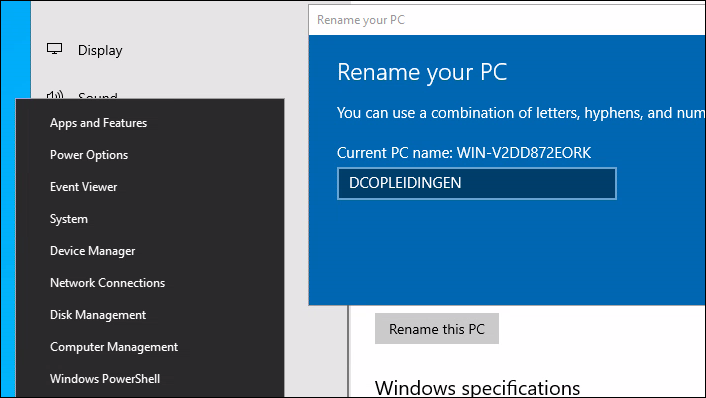 Display
Sound
Apps and Features
Power Options
Event Viewer
System
Device Manager
Network Connections
Disk Management
Computer Management
Windows PowerShell
Rename your PC
Rename your PC
You can use a combination of letters, hyphens, and num
Current PC name: WIN-V2DD872EORK
DCOPLEIDINGEN
Rename this PC
Windows specifications